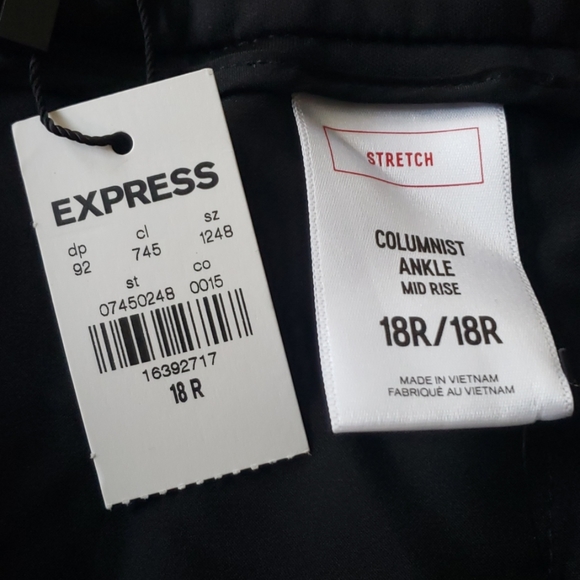 EXPRESS
dp cl sz
92 745 1248
st co
07450248 0015
16392717
18 R
STRETCH
COLUMNIST
ANKLE
MID RISE
18R/18R
MADE IN VIETNAM
FABRIQUÉ AU VIETNAM